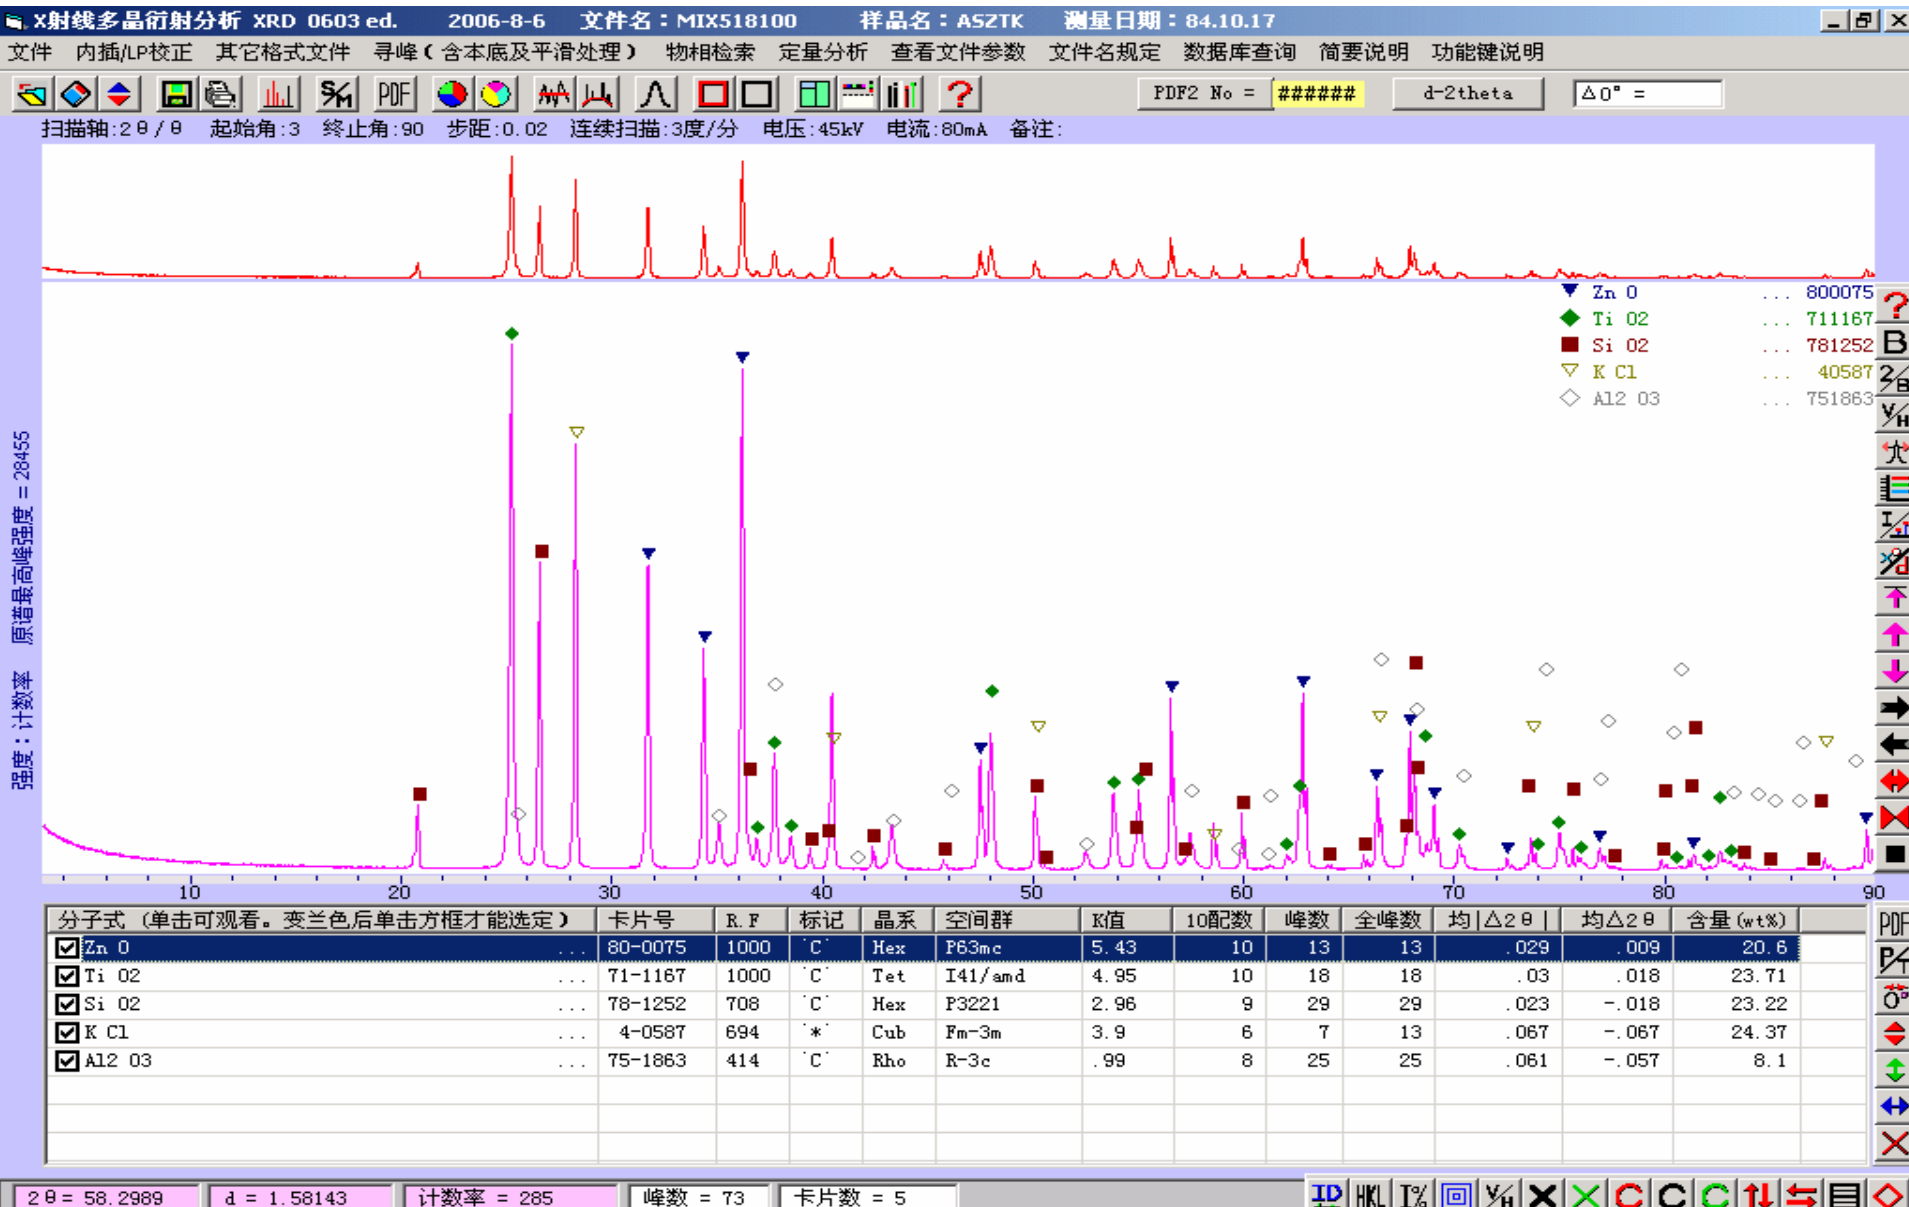 X射线多晶衍射分析 XRD 0603 ed. 2006-8-6 文件名：MIX518100 样品名：ASZTK 测量日期：84.10.17
文件 内插/LP校正 其它格式文件 寻峰（含本底及平滑处理） 物相检索 定量分析 查看文件参数 文件名规定 数据库查询 简要说明 功能键说明
S/M PDF ? PDF2 No = ###### d-2theta △0° =
扫描轴:2θ/θ 起始角:3 终止角:90 步距:0.02 连续扫描:3度/分 电压:45kV 电流:80mA 备注:
Zn O ... 800075
Ti O2 ... 711167
Si O2 ... 781252
K Cl ... 40587
Al2 O3 ... 751863
强度：计数率 原谱最高峰强度 = 28455
10 20 30 40 50 60 70 80 90
分子式 (单击可观看。变兰色后单击方框才能选定) 卡片号 R.F 标记 晶系 空间群 K值 10配数 峰数 全峰数 均|△2θ| 均△2θ 含量(wt%)
Zn O ... 80-0075 1000 'C' Hex P63mc 5.43 10 13 13 .029 .009 20.6
Ti O2 ... 71-1167 1000 'C' Tet I41/amd 4.95 10 18 18 .03 .018 23.71
Si O2 ... 78-1252 708 'C' Hex P3221 2.96 9 29 29 .023 -.018 23.22
K Cl ... 4-0587 694 '*' Cub Fm-3m 3.9 6 7 13 .067 -.067 24.37
Al2 O3 ... 75-1863 414 'C' Rho R-3c .99 8 25 25 .061 -.057 8.1
?
B
2/B
V/H
PDF
P/T
2θ= 58.2989 d = 1.58143 计数率 = 285 峰数 = 73 卡片数 = 5
ID HKL I% V/H X X C C C